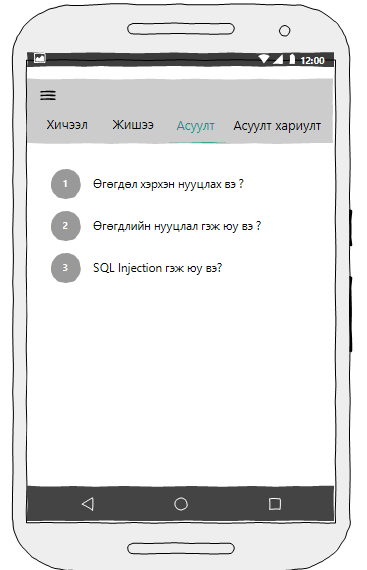 12:00
Хичээл Жишээ Асуулт Асуулт хариулт
1 Өгөгдөл хэрхэн нууцлах вэ ?
2 Өгөгдлийн нууцлал гэж юу вэ ?
3 SQL Injection гэж юу вэ?